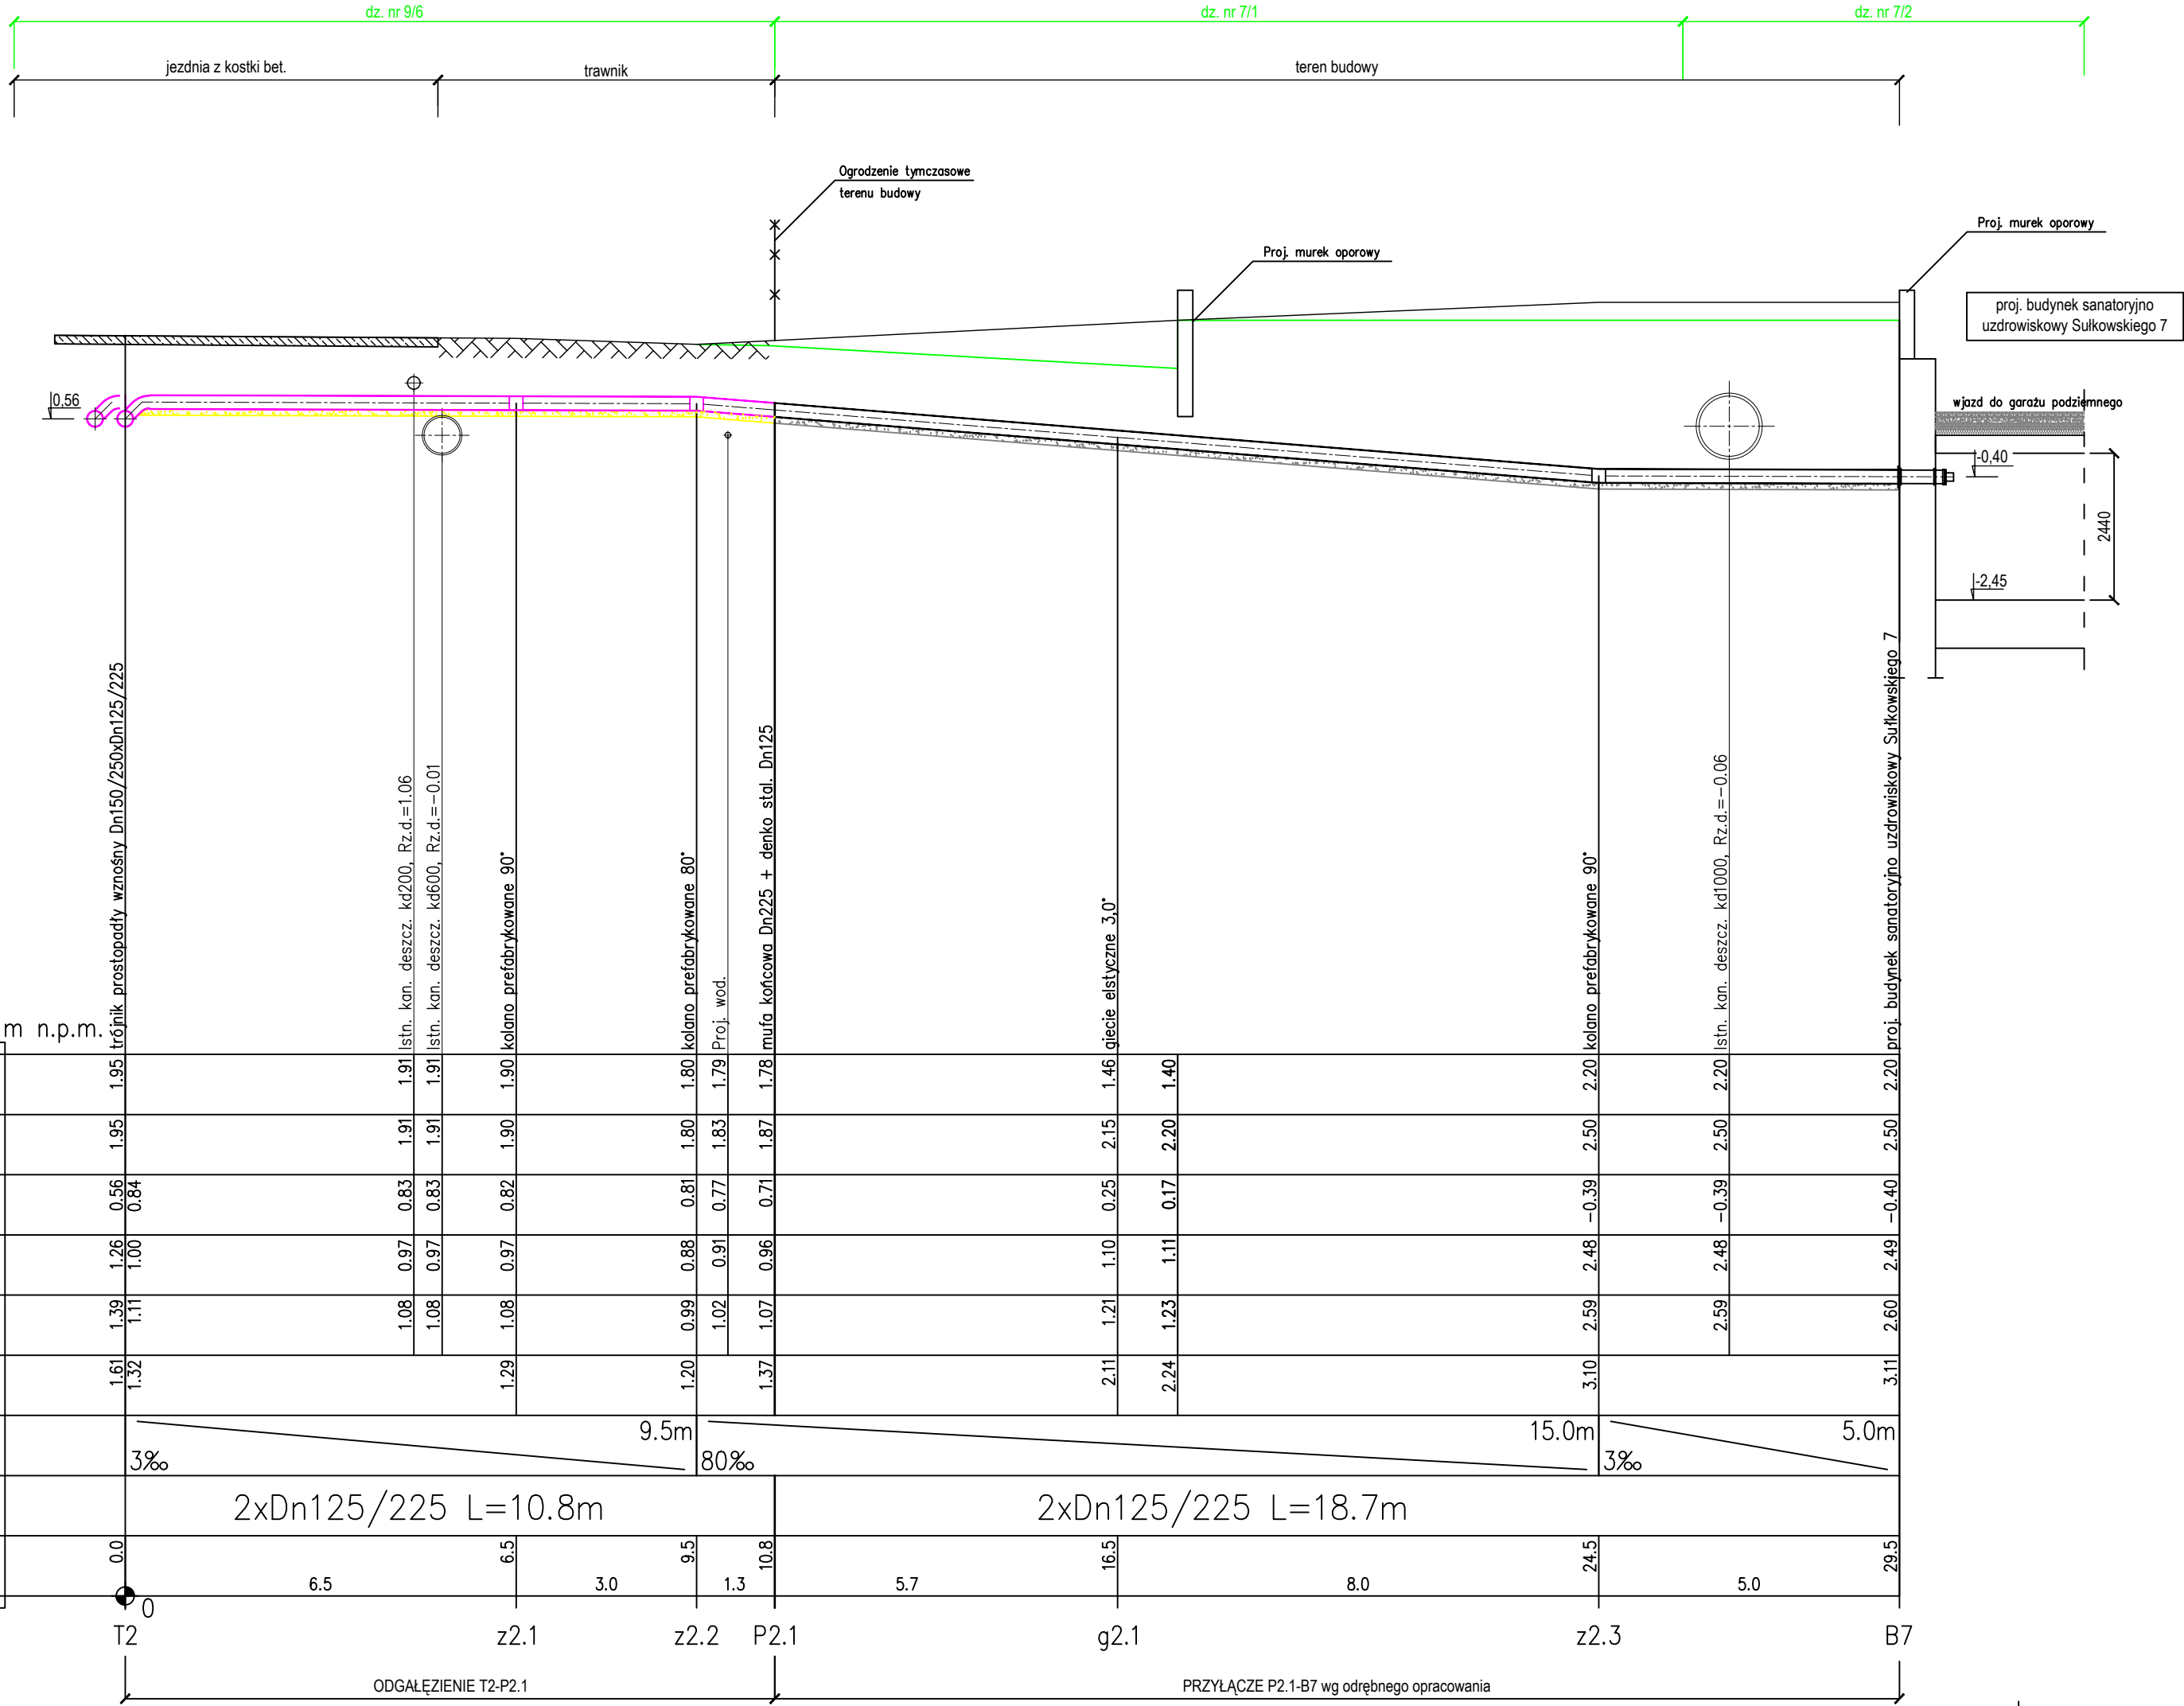 dz. nr 9/6
dz. nr 7/1
dz. nr 7/2
jezdnia z kostki bet.
trawnik
teren budowy
Ogrodzenie tymczasowe
terenu budowy
Proj. murek oporowy
Proj. murek oporowy
proj. budynek sanatoryjno
uzdrowiskowy Sułkowskiego 7
0,56
wjazd do garażu podziemnego
-0,40
2440
-2,45
m n.p.m.
trójnik prostopadły wznośny Dn150/250xDn125/225
Istn. kan. deszcz. kd200, Rz.d.=1.06
Istn. kan. deszcz. kd600, Rz.d.=-0.01
kolano prefabrykowane 90°
kolano prefabrykowane 80°
Proj. wod.
mufa końcowa Dn225 + denko stal. Dn125
gięcie elstyczne 3,0°
kolano prefabrykowane 90°
Istn. kan. deszcz. kd1000, Rz.d.=-0.06
proj. budynek sanatoryjno uzdrowiskowy Sułkowskiego 7
1.95 1.91 1.91 1.90 1.80 1.79 1.78 1.46 1.40 2.20 2.20 2.20
1.95 1.91 1.91 1.90 1.80 1.83 1.87 2.15 2.20 2.50 2.50 2.50
0.56 0.84 0.83 0.83 0.82 0.81 0.77 0.71 0.25 0.17 -0.39 -0.39 -0.40
1.26 1.00 0.97 0.97 0.97 0.88 0.91 0.96 1.10 1.11 2.48 2.48 2.49
1.39 1.11 1.08 1.08 1.08 0.99 1.02 1.07 1.21 1.23 2.59 2.59 2.60
1.61 1.32 1.29 1.20 1.37 2.11 2.24 3.10 3.11
9.5m 15.0m 5.0m
3‰ 80‰ 3‰
2xDn125/225 L=10.8m
2xDn125/225 L=18.7m
0.0 6.5 9.5 10.8 16.5 24.5 29.5
6.5 3.0 1.3 5.7 8.0 5.0
0
T2 z2.1 z2.2 P2.1 g2.1 z2.3 B7
ODGAŁĘZIENIE T2-P2.1
PRZYŁĄCZE P2.1-B7 wg odrębnego opracowania